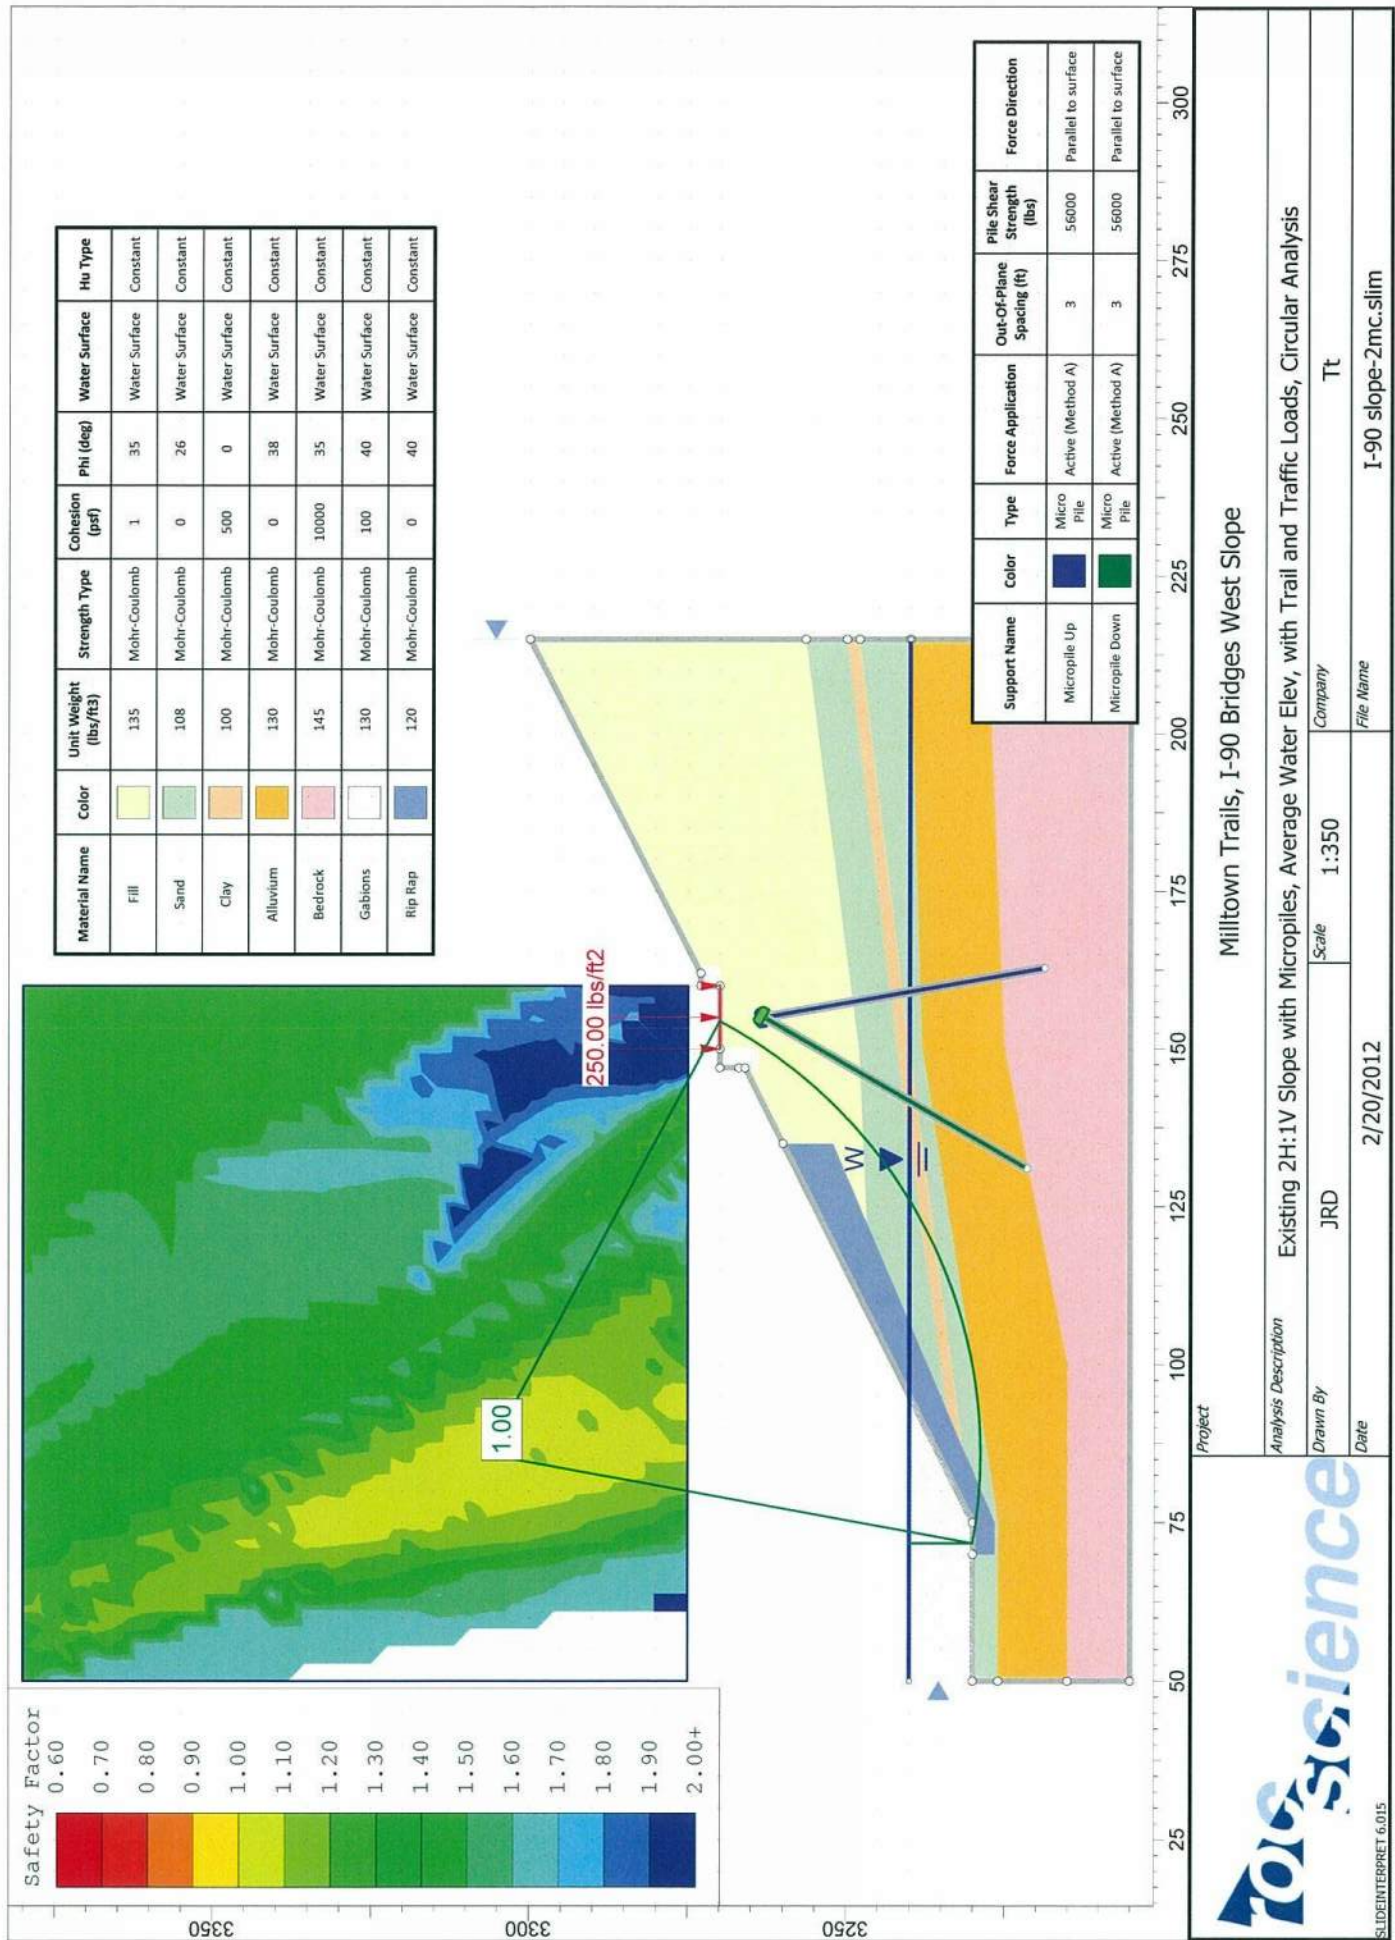 Safety Factor
0.60
0.70
0.80
0.90
1.00
1.10
1.20
1.30
1.40
1.50
1.60
1.70
1.80
1.90
2.00+
Material Name Color Unit Weight (lbs/ft3) Strength Type Cohesion (psf) Phi (deg) Water Surface Hu Type
Fill 135 Mohr-Coulomb 1 35 Water Surface Constant
Sand 108 Mohr-Coulomb 0 26 Water Surface Constant
Clay 100 Mohr-Coulomb 500 0 Water Surface Constant
Alluvium 130 Mohr-Coulomb 0 38 Water Surface Constant
Bedrock 145 Mohr-Coulomb 10000 35 Water Surface Constant
Gabions 130 Mohr-Coulomb 100 40 Water Surface Constant
Rip Rap 120 Mohr-Coulomb 0 40 Water Surface Constant
3350
3300
3250
1.00
250.00 lbs/ft2
W
Support Name Color Type Force Application Out-Of-Plane Spacing (ft) Pile Shear Strength (lbs) Force Direction
Micropile Up Micro Pile Active (Method A) 3 56000 Parallel to surface
Micropile Down Micro Pile Active (Method A) 3 56000 Parallel to surface
25 50 75 100 125 150 175 200 225 250 275 300
rocscience
SLIDEINTERPRET 6.015
Project
Milltown Trails, I-90 Bridges West Slope
Analysis Description Existing 2H:1V Slope with Micropiles, Average Water Elev, with Trail and Traffic Loads, Circular Analysis
Drawn By JRD Scale 1:350 Company Tt
Date 2/20/2012 File Name I-90 slope-2mc.slim